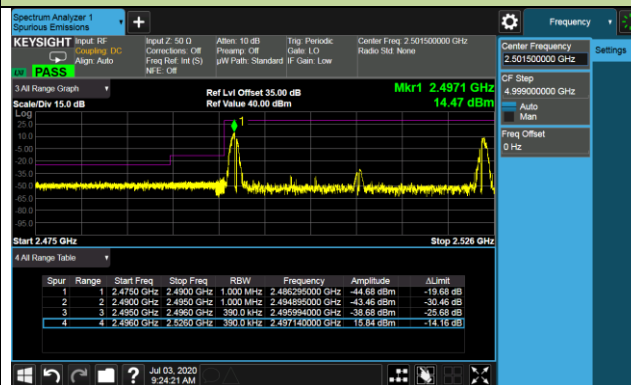 Spectrum Analyzer 1
Spurious Emissions
Frequency
KEYSIGHT
Input: RF
Coupling: DC
Align: Auto
Input Z: 50 Ω
Corrections: Off
Freq Ref: Int (S)
NFE: Off
Atten: 10 dB
Preamp: Off
µW Path: Standard
Trig: Periodic
Gate: LO
IF Gain: Low
Center Freq: 2.501500000 GHz
Radio Std: None
PASS
Center Frequency
2.501500000 GHz
Settings
CF Step
4.999000000 GHz
Auto
Man
Freq Offset
0 Hz
3 All Range Graph
Scale/Div 15.0 dB
Ref Lvl Offset 35.00 dB
Ref Value 40.00 dBm
Mkr1 2.4971 GHz
14.47 dBm
Log
25.0
10.0
-5.00
-20.0
-35.0
-50.0
-65.0
-80.0
-95.0
1
Start 2.475 GHz
Stop 2.526 GHz
4 All Range Table
Spur Range Start Freq Stop Freq RBW Frequency Amplitude ΔLimit
1 1 2.4750 GHz 2.4900 GHz 1.000 MHz 2.486295000 GHz -44.68 dBm -19.68 dB
2 2 2.4900 GHz 2.4950 GHz 1.000 MHz 2.494895000 GHz -43.46 dBm -30.46 dB
3 3 2.4950 GHz 2.4960 GHz 390.0 kHz 2.495994000 GHz -38.68 dBm -25.68 dB
4 4 2.4960 GHz 2.5260 GHz 390.0 kHz 2.497140000 GHz 15.84 dBm -14.16 dB
Jul 03, 2020
9:24:21 AM